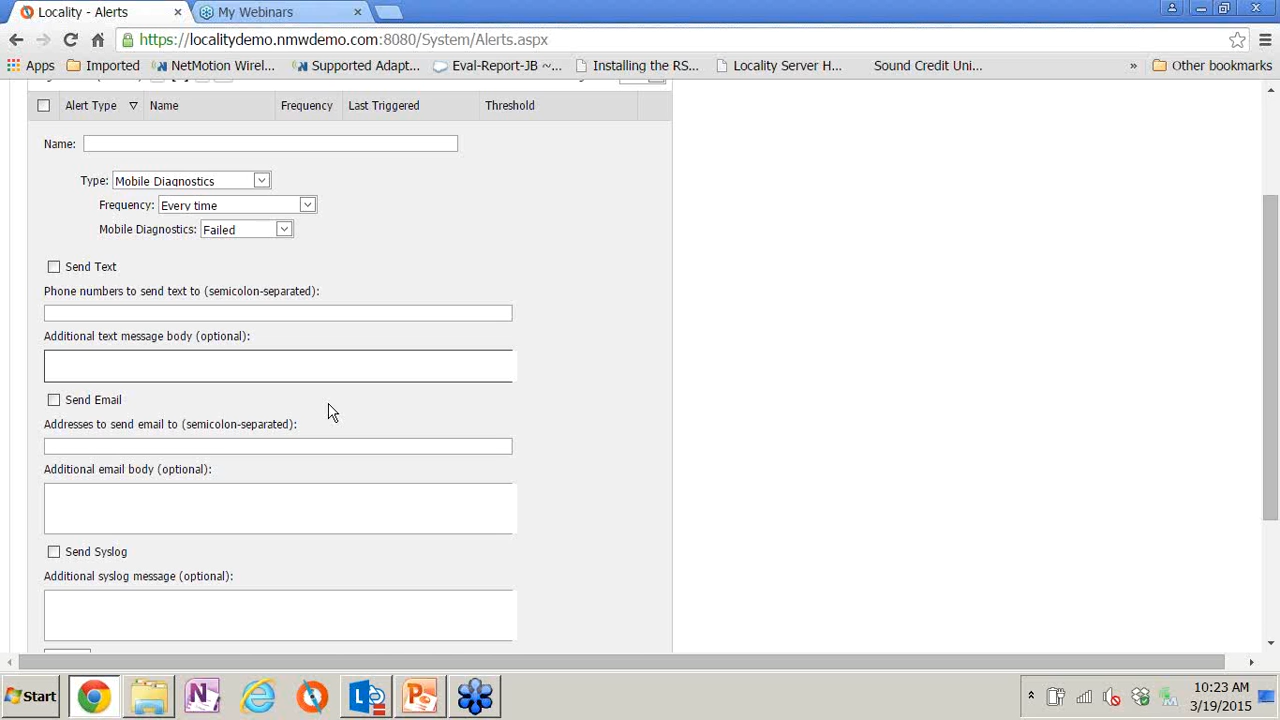 Locality - Alerts
My Webinars
https://localitydemo.nmwdemo.com:8080/System/Alerts.aspx
Apps Imported NetMotion Wirel... Supported Adapt... Eval-Report-JB ~... Installing the RS... Locality Server H... Sound Credit Uni... » Other bookmarks
Alert Type Name Frequency Last Triggered Threshold
Name:
Type: Mobile Diagnostics
Frequency: Every time
Mobile Diagnostics: Failed
Send Text
Phone numbers to send text to (semicolon-separated):
Additional text message body (optional):
Send Email
Addresses to send email to (semicolon-separated):
Additional email body (optional):
Send Syslog
Additional syslog message (optional):
Start
10:23 AM
3/19/2015